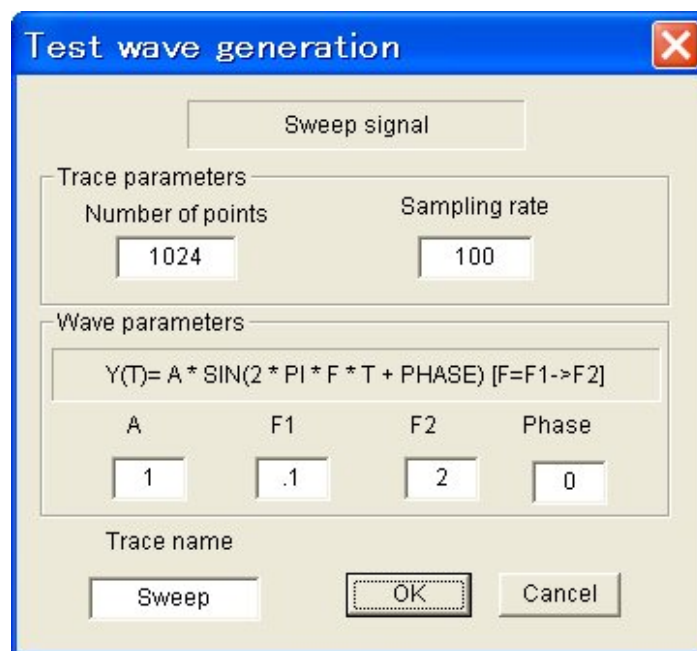 Test wave generation
Sweep signal
Trace parameters
Number of points Sampling rate
1024 100
Wave parameters
Y(T)= A * SIN(2 * PI * F * T + PHASE) [F=F1->F2]
A F1 F2 Phase
1 .1 2 0
Trace name
Sweep OK Cancel